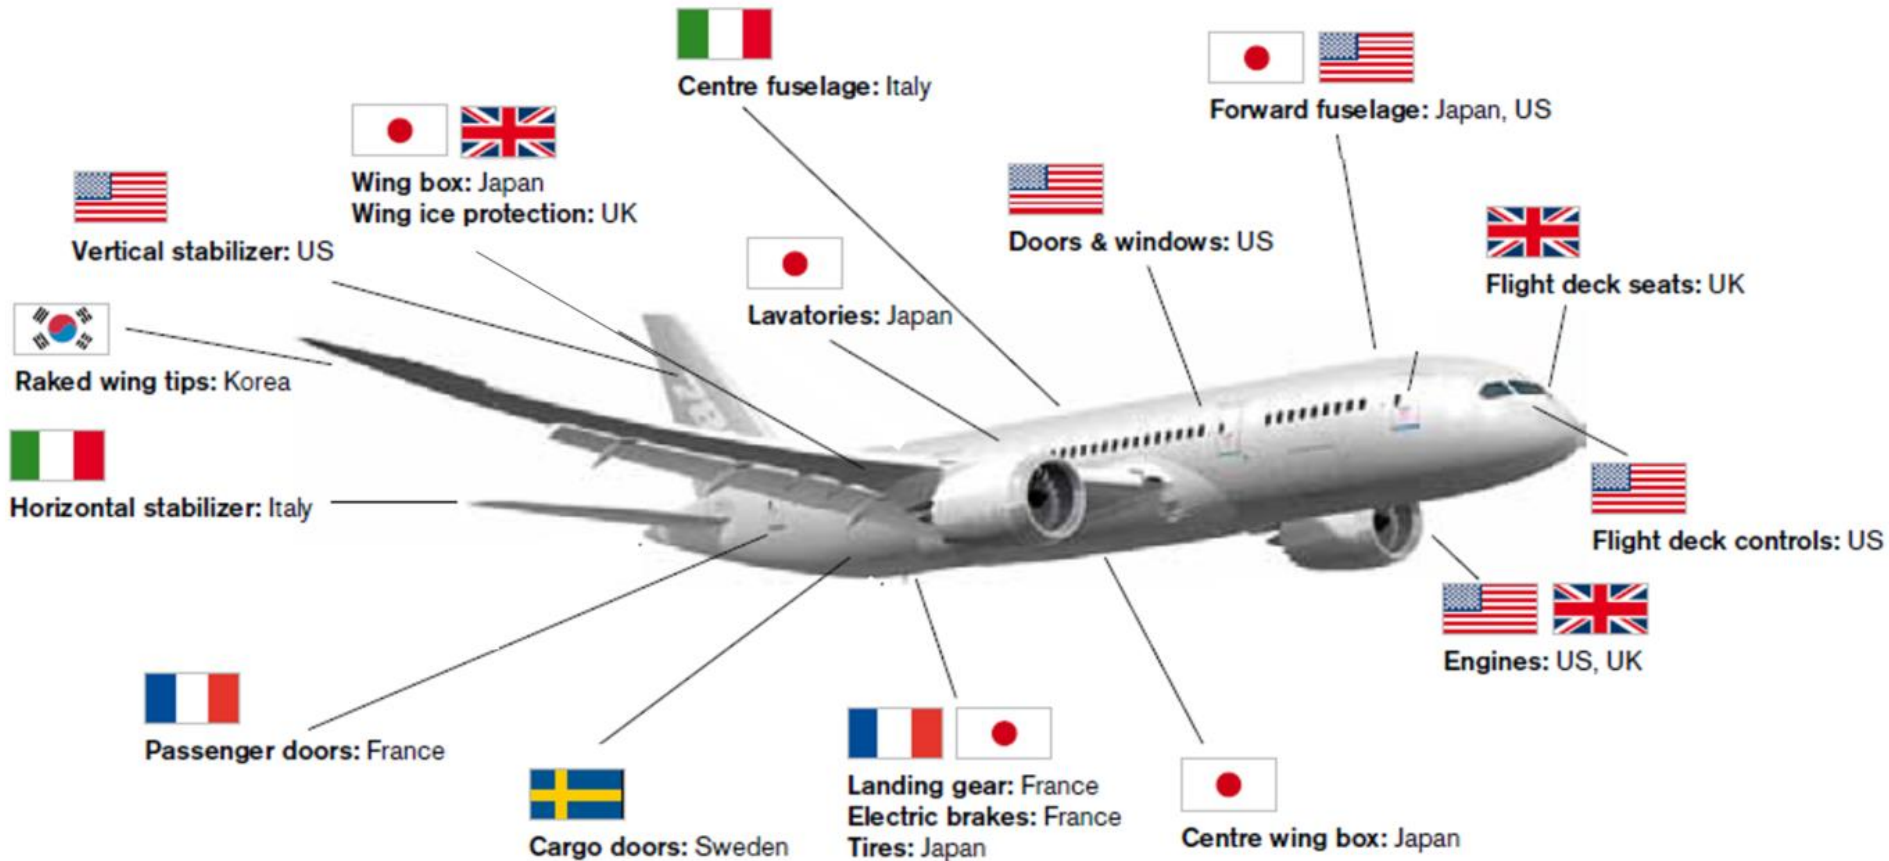 Centre fuselage: Italy
Forward fuselage: Japan, US
Wing box: Japan
Wing ice protection: UK
Vertical stabilizer: US
Doors & windows: US
Flight deck seats: UK
Lavatories: Japan
Raked wing tips: Korea
Horizontal stabilizer: Italy
Flight deck controls: US
Engines: US, UK
Passenger doors: France
Landing gear: France
Electric brakes: France
Tires: Japan
Cargo doors: Sweden
Centre wing box: Japan